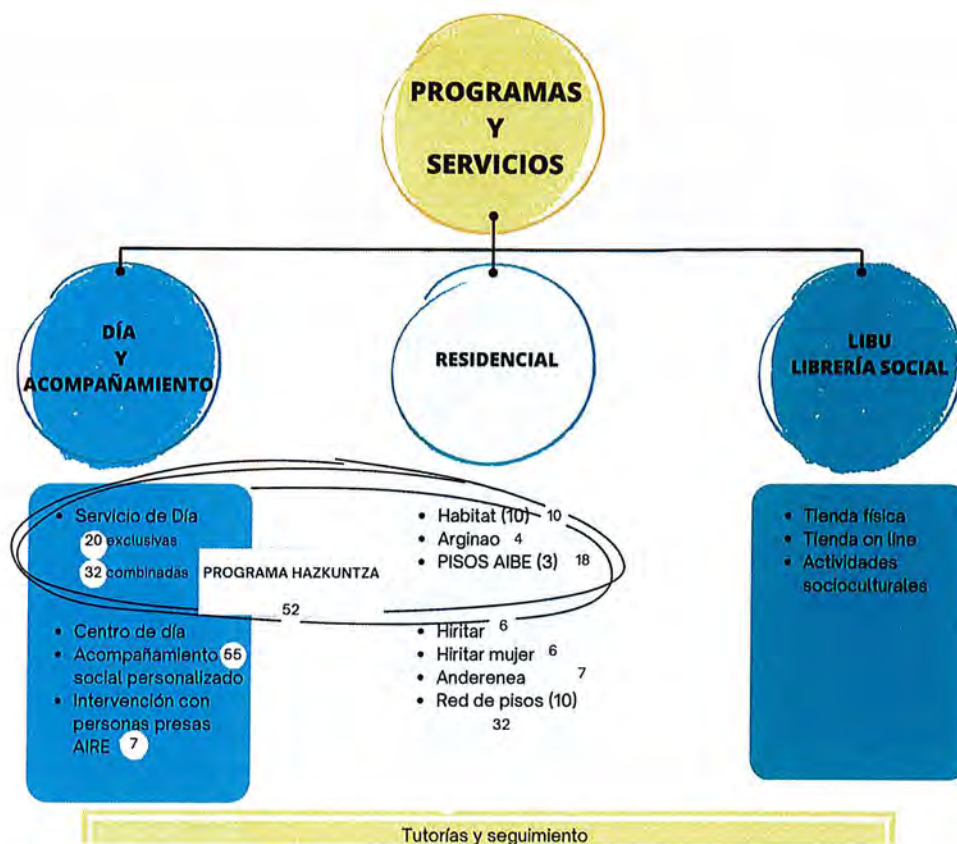 PROGRAMAS
Y
SERVICIOS
DÍA
Y
ACOMPAÑAMIENTO
RESIDENCIAL
LIBU
LIBRERÍA SOCIAL
• Servicio de Día
20 exclusivas
32 combinadas
PROGRAMA HAZKUNTZA
52
• Centro de día
• Acompañamiento 55
social personalizado
• Intervención con
personas presas
AIRE 7
• Habitat (10) 10
• Arginao 4
• PISOS AIBE (3) 18
• Hiritar 6
• Hiritar mujer 6
• Anderenea 7
• Red de pisos (10)
32
• Tienda física
• Tienda on line
• Actividades
socioculturales
Tutorías y seguimiento